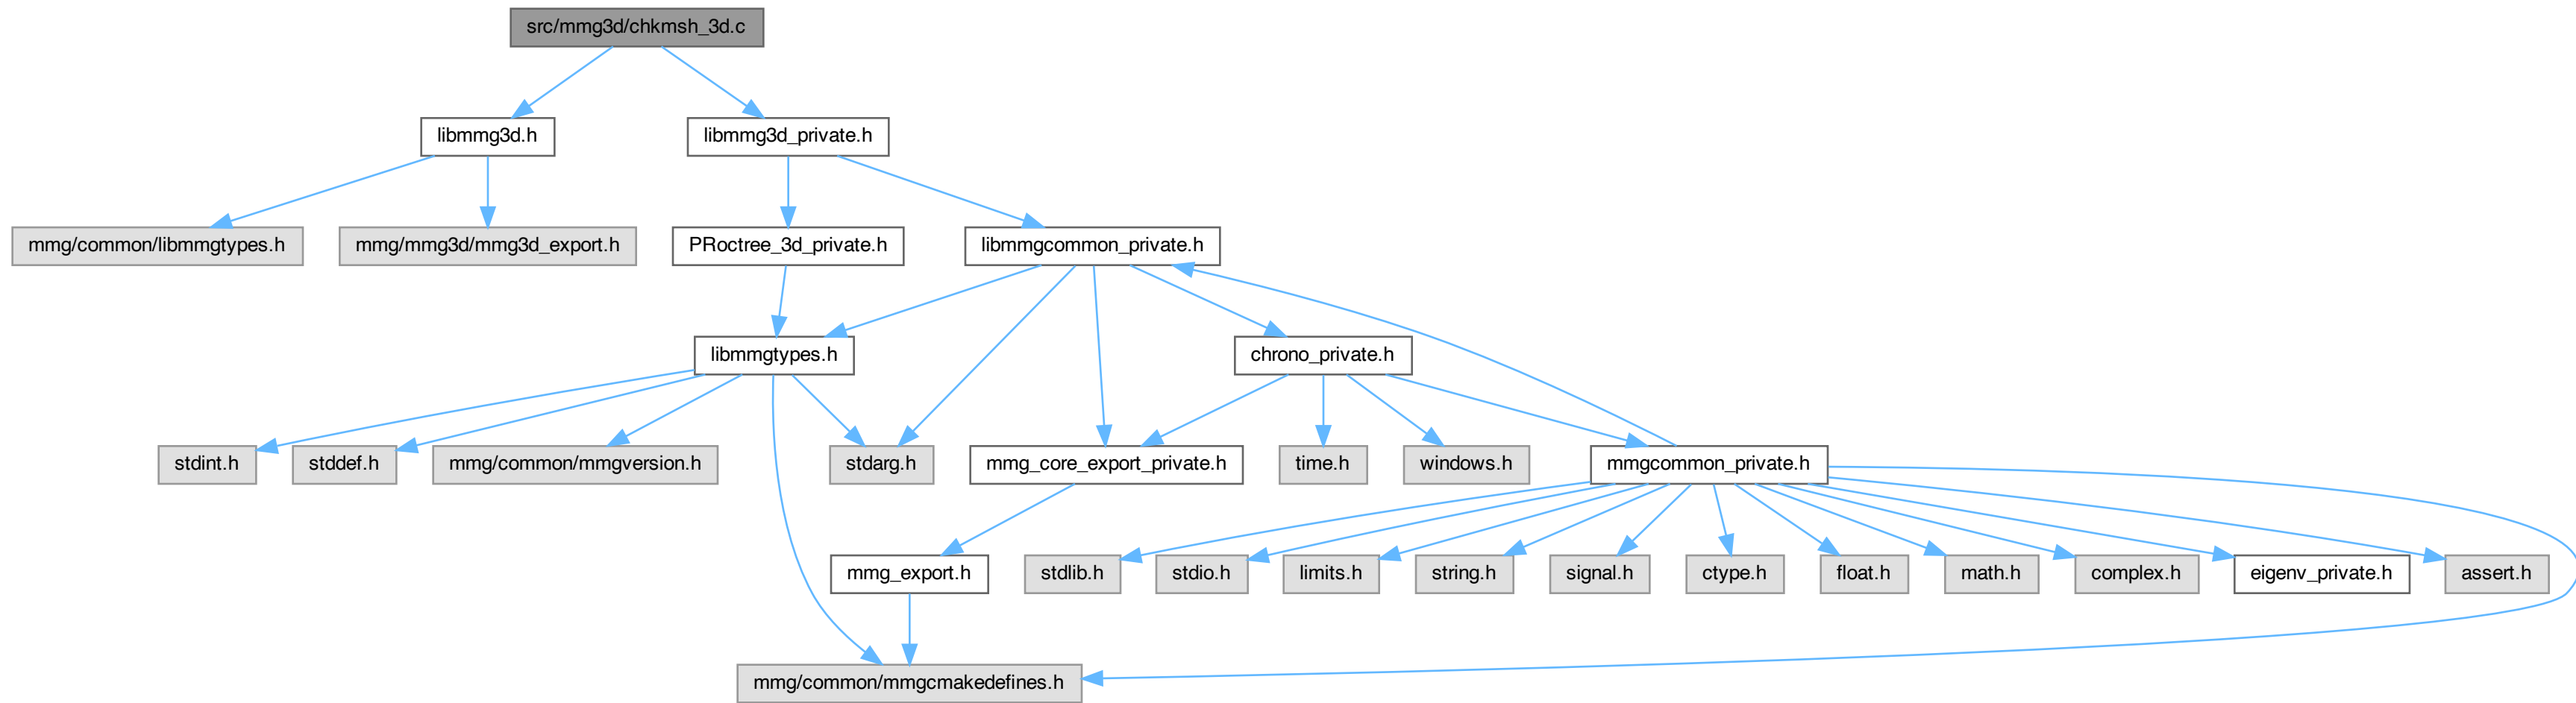 src/mmg3d/chkmsh_3d.c
libmmg3d.h
libmmg3d_private.h
mmg/common/libmmgtypes.h
mmg/mmg3d/mmg3d_export.h
PRoctree_3d_private.h
libmmgcommon_private.h
libmmgtypes.h
chrono_private.h
stdint.h
stddef.h
mmg/common/mmgversion.h
stdarg.h
mmg_core_export_private.h
time.h
windows.h
mmgcommon_private.h
mmg_export.h
stdlib.h
stdio.h
limits.h
string.h
signal.h
ctype.h
float.h
math.h
complex.h
eigenv_private.h
assert.h
mmg/common/mmgcmakedefines.h